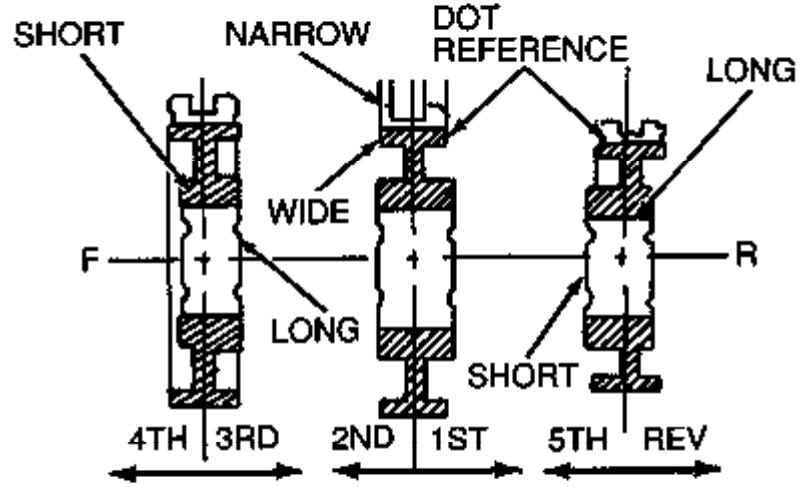 SHORT
NARROW
DOT
REFERENCE
LONG
WIDE
F
R
LONG
SHORT
4TH 3RD
2ND 1ST
5TH REV